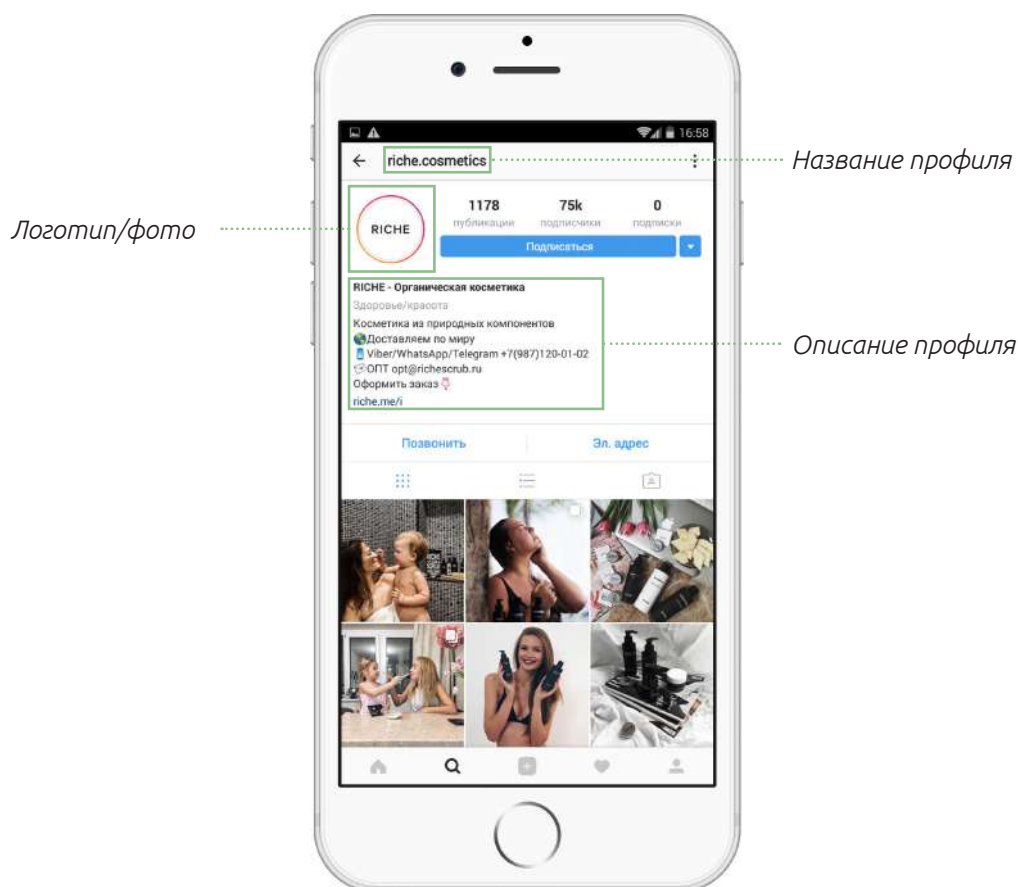 16:58
riche.cosmetics
Название профиля
Логотип/фото
RICHE
1178
75k
0
публикации
подписчики
подписки
Подписаться
RICHE - Органическая косметика
Здоровье/красота
Косметика из природных компонентов
Доставляем по миру
Viber/WhatsApp/Telegram +7(987)120-01-02
ОПТ opt@richescrub.ru
Оформить заказ
riche.me/i
Описание профиля
Позвонить
Эл. адрес